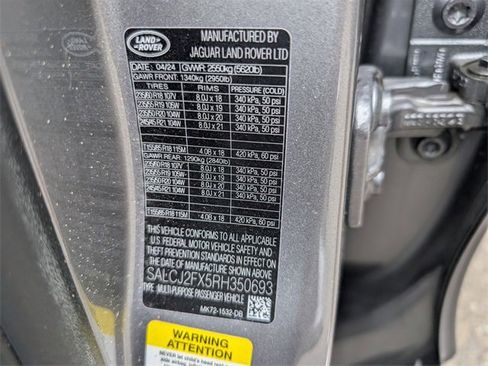 LAND
ROVER
MANUFACTURED BY
JAGUAR LAND ROVER LTD
DATE : 04/24 GVWR: 2550kg (5620lb)
GAWR FRONT: 1340kg (2950lb)
TIRES RIMS PRESSURE (COLD)
235/60 R18 107V 8.0J x 18 340 kPa, 50 psi
235/55 R19 105W 8.0J x 19 340 kPa, 50 psi
235/50 R20 104W 8.0J x 20 340 kPa, 50 psi
245/45 R21 104W 8.0J x 21 340 kPa, 50 psi
T155/85 R18 115M 4.0B x 18 420 kPa, 60 psi
GAWR REAR: 1290kg (2840lb)
235/60 R18 107V 8.0J x 18 340 kPa, 50 psi
235/55 R19 105W 8.0J x 19 340 kPa, 50 psi
235/50 R20 104W 8.0J x 20 340 kPa, 50 psi
245/45 R21 104W 8.0J x 21 340 kPa, 50 psi
T155/85 R18 115M 4.0B x 18 420 kPa, 60 psi
THIS VEHICLE CONFORMS TO ALL APPLICABLE
U.S. FEDERAL MOTOR VEHICLE SAFETY AND
THEFT PREVENTION STANDARDS IN EFFECT ON
THE DATE OF MANUFACTURE SHOWN ABOVE
SALCJ2FX5RH350693
TYPE: MULTI-PURPOSE PASSENGER VEHICLE
MK72-1532-DB
WARNING
ATTENTION
NEVER let child's head rest